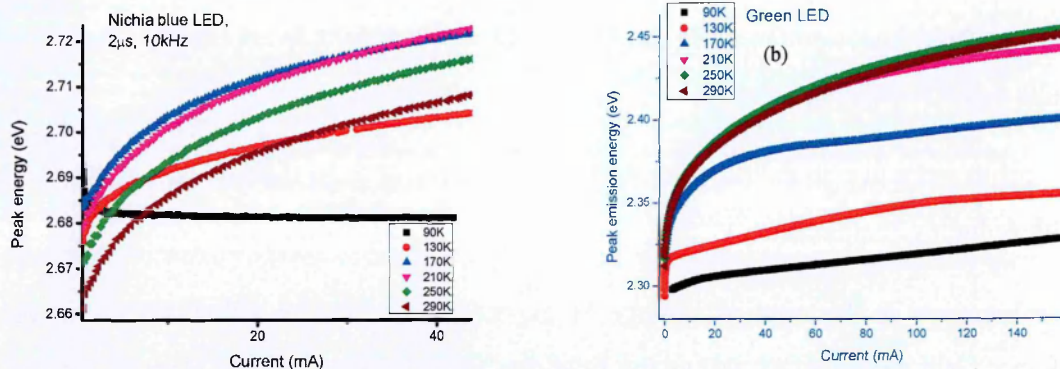 Nichia blue LED,
2μs, 10kHz
Peak energy (eV)
2.72
2.71
2.70
2.69
2.68
2.67
2.66
90K
130K
170K
210K
250K
290K
20
40
Current (mA)
Green LED
(b)
90K
130K
170K
210K
250K
290K
Peak emission energy (eV)
2.45
2.40
2.35
2.30
0
20
40
60
80
100
120
140
Current (mA)